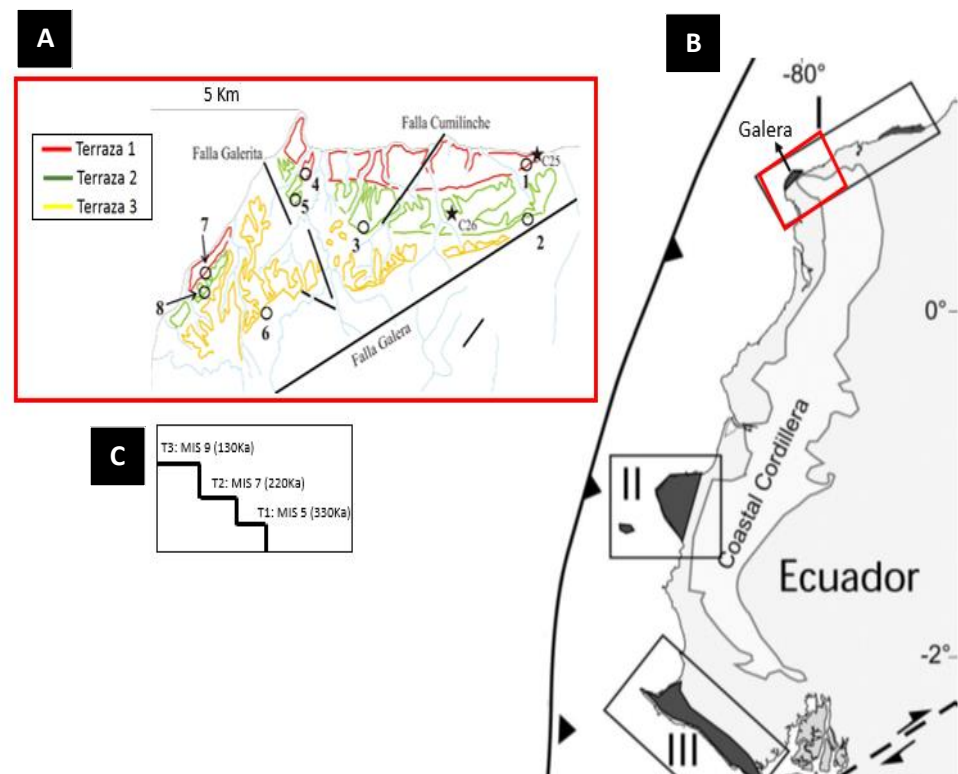 A
5 Km
Terraza 1
Terraza 2
Terraza 3
Falla Galerita
Falla Cumilinche
C25
1
4
5
3
C26
2
7
8
6
Falla Galera
B
-80°
Galera
0°
II
Coastal Cordillera
Ecuador
-2°
III
C
T3: MIS 9 (130Ka)
T2: MIS 7 (220Ka)
T1: MIS 5 (330Ka)